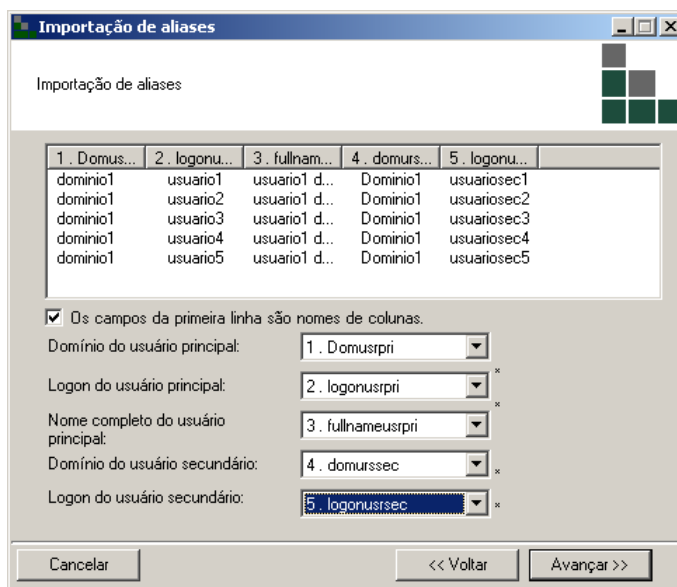 Importação de aliases
Importação de aliases
1 . Domus... 2 . logonu... 3 . fullnam... 4 . domurs... 5 . logonu...
dominio1 usuario1 usuario1 d... Dominio1 usuariosec1
dominio1 usuario2 usuario1 d... Dominio1 usuariosec2
dominio1 usuario3 usuario1 d... Dominio1 usuariosec3
dominio1 usuario4 usuario1 d... Dominio1 usuariosec4
dominio1 usuario5 usuario1 d... Dominio1 usuariosec5
Os campos da primeira linha são nomes de colunas.
Domínio do usuário principal: 1 . Domusrpri *
Logon do usuário principal: 2 . logonusrpri *
Nome completo do usuário
principal: 3 . fullnameusrpri
Domínio do usuário secundário: 4 . domurssec *
Logon do usuário secundário: 5 . logonusrsec *
Cancelar << Voltar Avançar >>